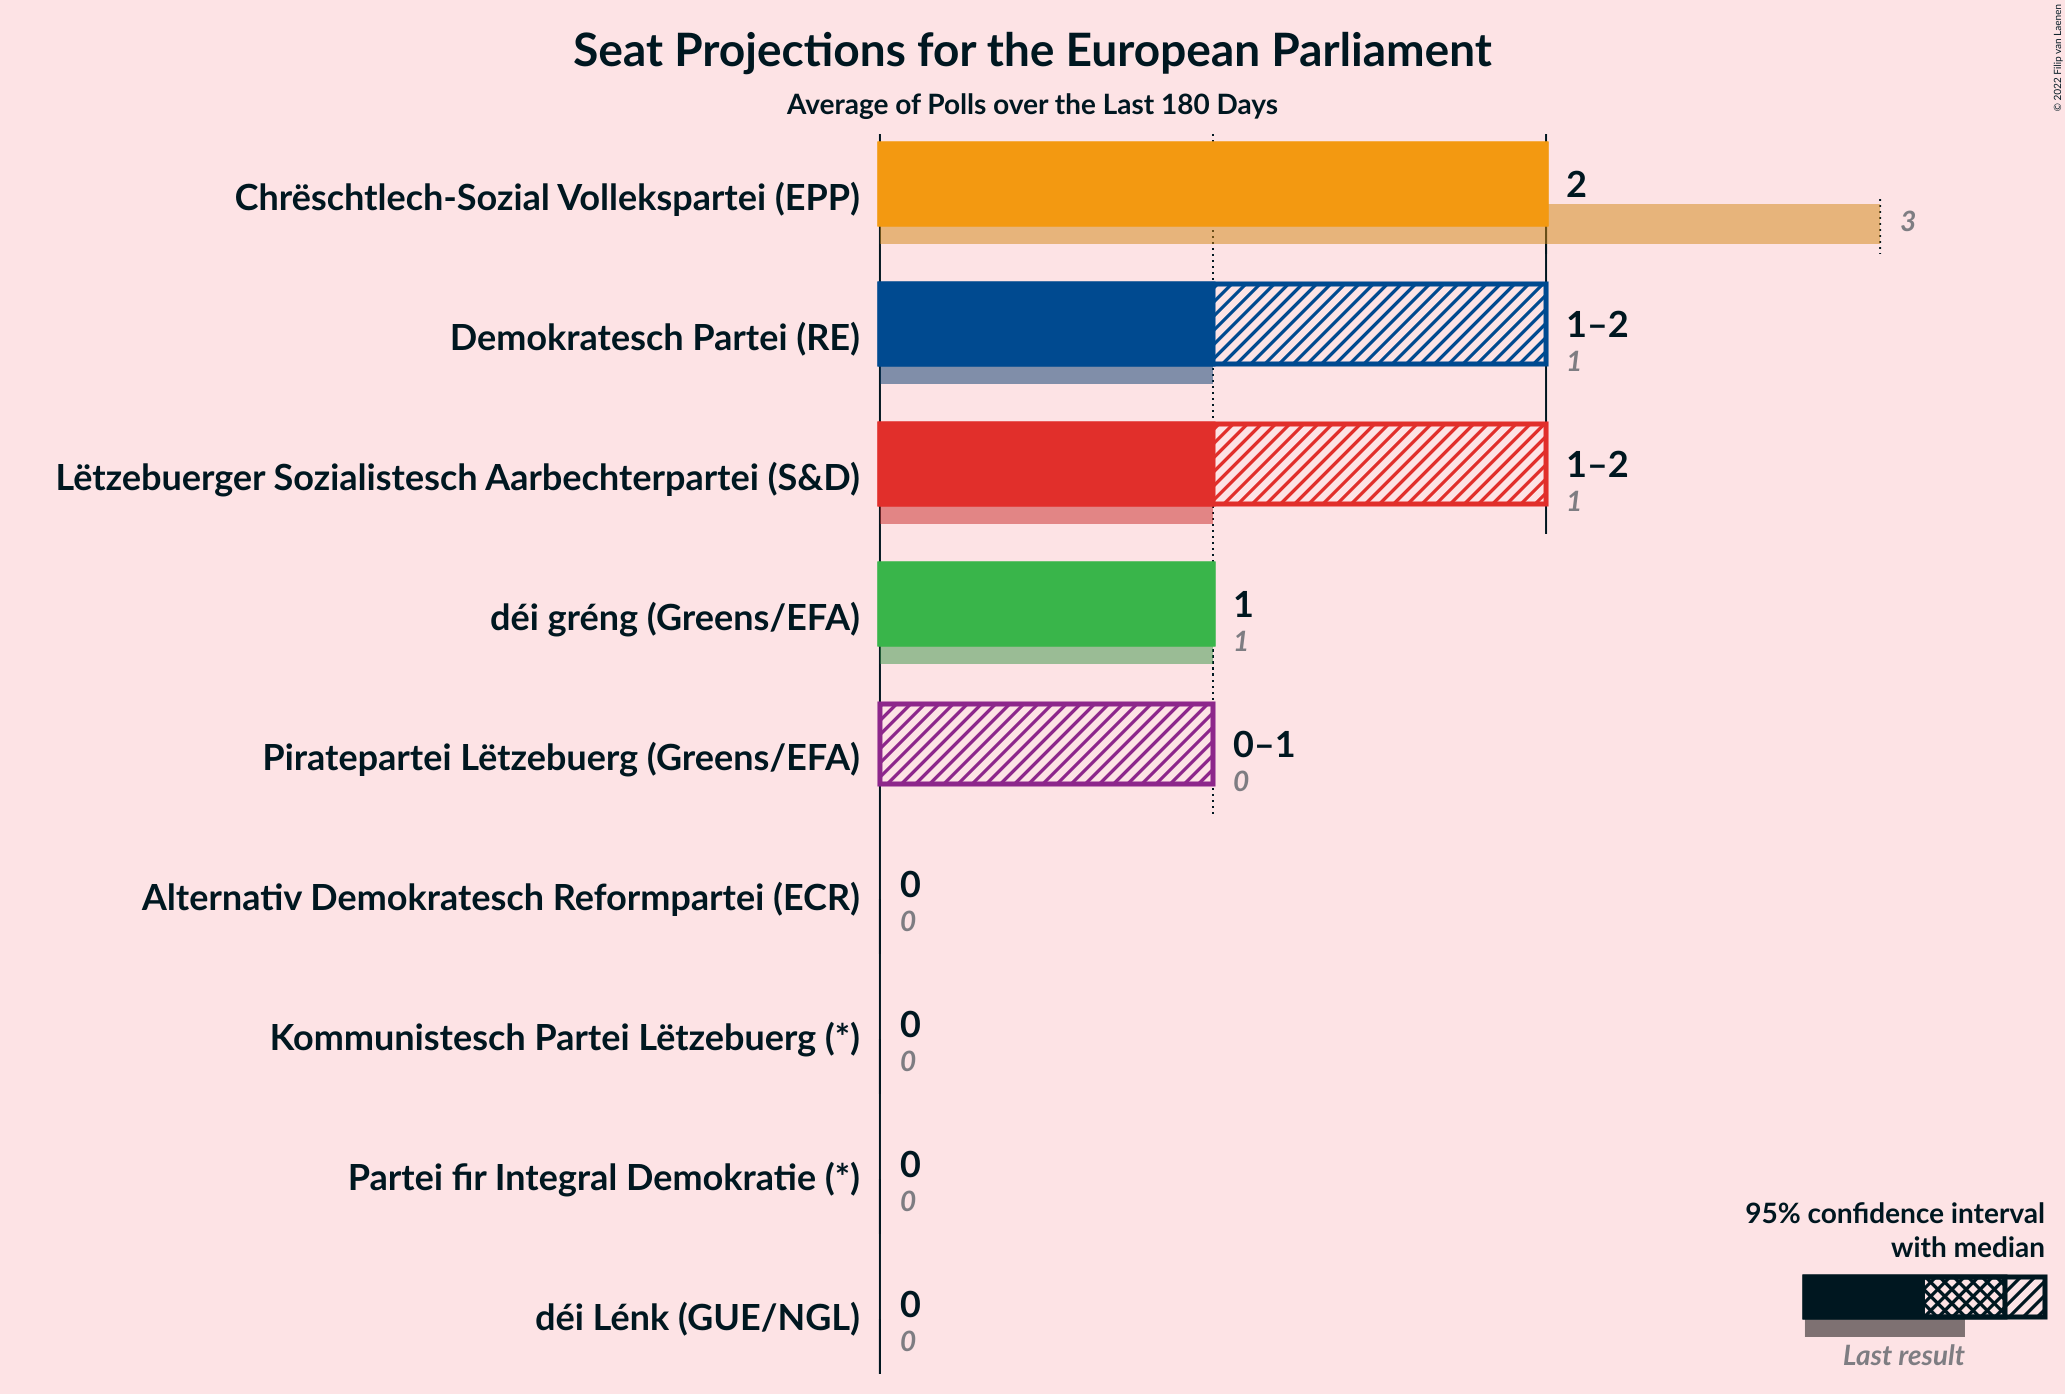 Seat Projections for the European Parliament
Average of Polls over the Last 180 Days
© 2022 Filip van Laenen
Chrëschtlech-Sozial Vollekspartei (EPP)
2
3
Demokratesch Partei (RE)
1–2
1
Lëtzebuerger Sozialistesch Aarbechterpartei (S&D)
1–2
1
déi gréng (Greens/EFA)
1
1
Piratepartei Lëtzebuerg (Greens/EFA)
0–1
0
Alternativ Demokratesch Reformpartei (ECR)
0
0
Kommunistesch Partei Lëtzebuerg (*)
0
0
Partei fir Integral Demokratie (*)
0
0
déi Lénk (GUE/NGL)
0
0
95% confidence interval
with median
Last result